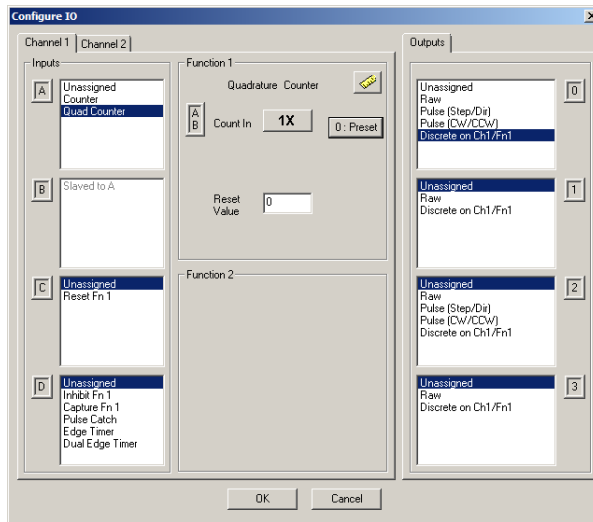 Configure IO
Channel 1
Channel 2
Inputs
A
Unassigned
Counter
Quad Counter
B
Slaved to A
C
Unassigned
Reset Fn 1
D
Unassigned
Inhibit Fn 1
Capture Fn 1
Pulse Catch
Edge Timer
Dual Edge Timer
Function 1
Quadrature Counter
A
B
Count In
1X
0 : Preset
Reset
Value
0
Function 2
Outputs
Unassigned
Raw
Pulse (Step/Dir)
Pulse (CW/CCW)
Discrete on Ch1/Fn1
0
Unassigned
Raw
Discrete on Ch1/Fn1
1
Unassigned
Raw
Pulse (Step/Dir)
Pulse (CW/CCW)
Discrete on Ch1/Fn1
2
Unassigned
Raw
Discrete on Ch1/Fn1
3
OK
Cancel